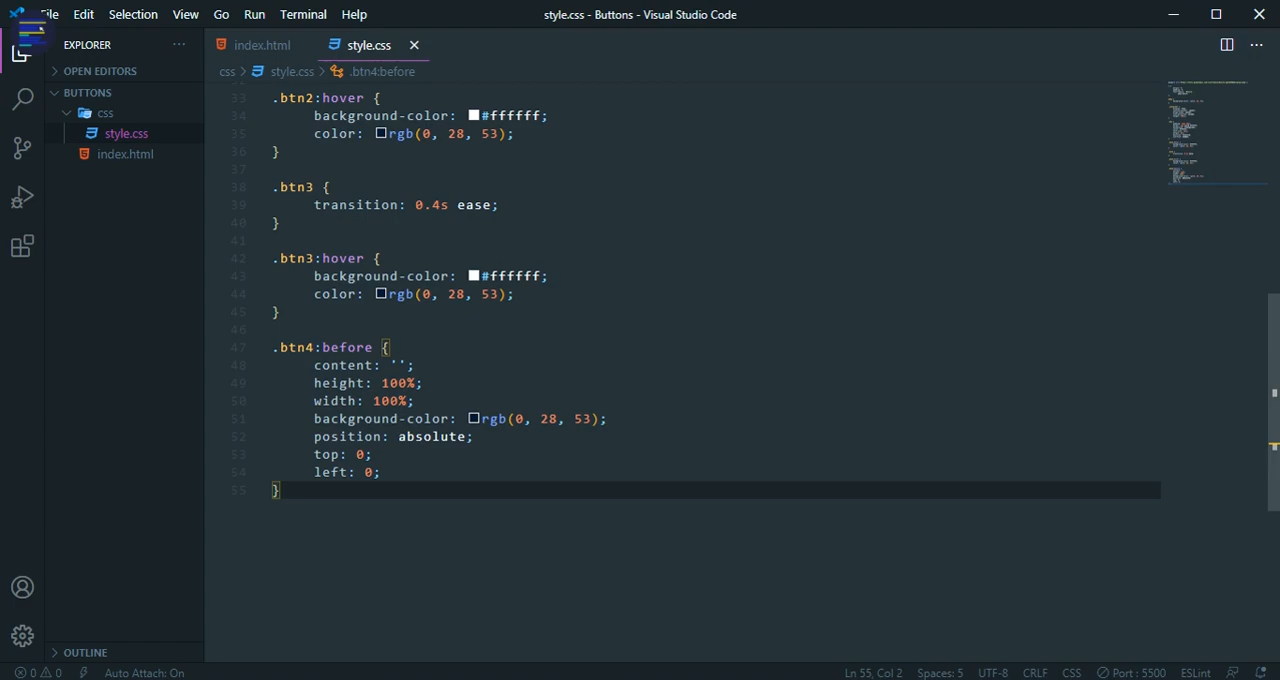 File Edit Selection View Go Run Terminal Help
style.css - Buttons - Visual Studio Code
EXPLORER
OPEN EDITORS
BUTTONS
css
style.css
index.html
OUTLINE
index.html
style.css
css > style.css > .btn4:before
33 .btn2:hover {
34 background-color: #ffffff;
35 color: rgb(0, 28, 53);
36 }
37
38 .btn3 {
39 transition: 0.4s ease;
40 }
41
42 .btn3:hover {
43 background-color: #ffffff;
44 color: rgb(0, 28, 53);
45 }
46
47 .btn4:before {
48 content: '';
49 height: 100%;
50 width: 100%;
51 background-color: rgb(0, 28, 53);
52 position: absolute;
53 top: 0;
54 left: 0;
55 }
0 0 Auto Attach: On Ln 55, Col 2 Spaces: 5 UTF-8 CRLF CSS Port : 5500 ESLint